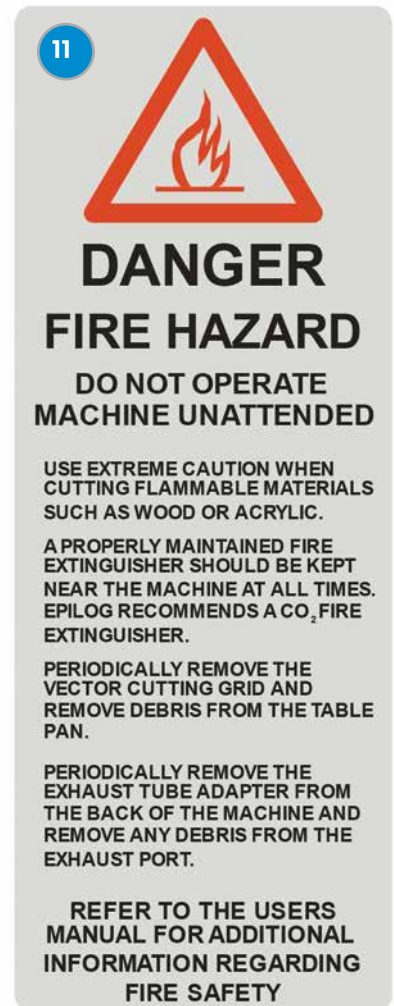 11
DANGER
FIRE HAZARD
DO NOT OPERATE
MACHINE UNATTENDED
USE EXTREME CAUTION WHEN
CUTTING FLAMMABLE MATERIALS
SUCH AS WOOD OR ACRYLIC.
A PROPERLY MAINTAINED FIRE
EXTINGUISHER SHOULD BE KEPT
NEAR THE MACHINE AT ALL TIMES.
EPILOG RECOMMENDS A CO₂ FIRE
EXTINGUISHER.
PERIODICALLY REMOVE THE
VECTOR CUTTING GRID AND
REMOVE DEBRIS FROM THE TABLE
PAN.
PERIODICALLY REMOVE THE
EXHAUST TUBE ADAPTER FROM
THE BACK OF THE MACHINE AND
REMOVE ANY DEBRIS FROM THE
EXHAUST PORT.
REFER TO THE USERS
MANUAL FOR ADDITIONAL
INFORMATION REGARDING
FIRE SAFETY